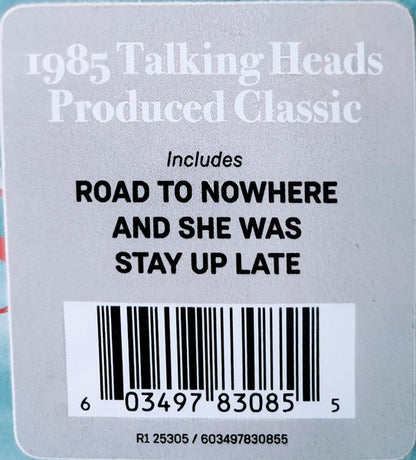 1985 Talking Heads
Produced Classic
Includes
ROAD TO NOWHERE
AND SHE WAS
STAY UP LATE
6 03497 83085 5
R1 25305 / 603497830855